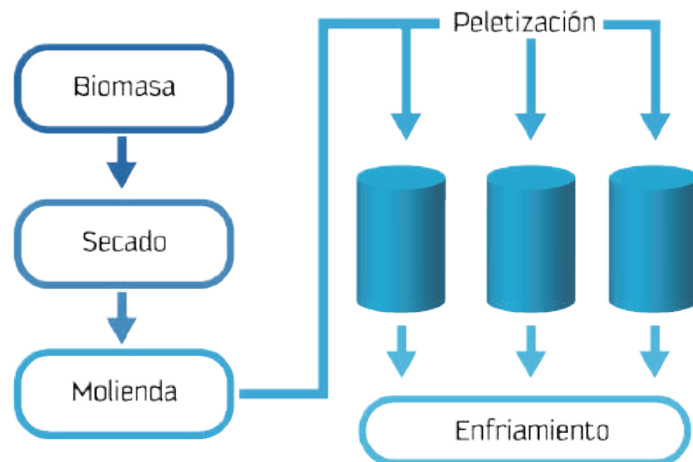 Biomasa
Secado
Molienda
Peletización
Enfriamiento